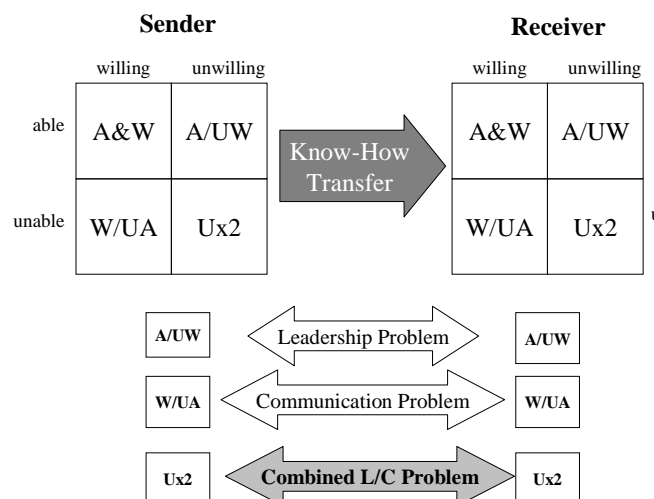 Sender Receiver
willing unwilling willing unwilling
able A&W A/UW Know-How Transfer A&W A/UW
unable W/UA Ux2 W/UA Ux2 u
A/UW Leadership Problem A/UW
W/UA Communication Problem W/UA
Ux2 Combined L/C Problem Ux2